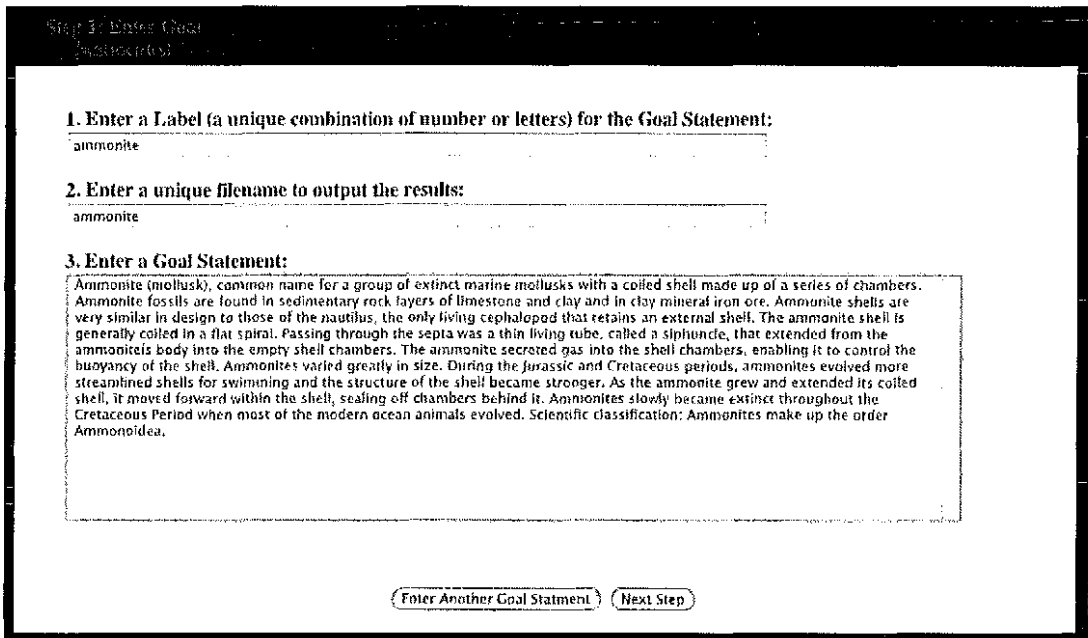 Step 3: Enter Goal
Statement(s)
1. Enter a Label (a unique combination of number or letters) for the Goal Statement:
ammonite
2. Enter a unique filename to output the results:
ammonite
3. Enter a Goal Statement:
Ammonite (mollusk), common name for a group of extinct marine mollusks with a coiled shell made up of a series of chambers.
Ammonite fossils are found in sedimentary rock layers of limestone and clay and in clay mineral iron ore. Ammonite shells are
very similar in design to those of the nautilus, the only living cephalopod that retains an external shell. The ammonite shell is
generally coiled in a flat spiral. Passing through the septa was a thin living tube, called a siphuncle, that extended from the
ammoniteis body into the empty shell chambers. The ammonite secreted gas into the shell chambers, enabling it to control the
buoyancy of the shell. Ammonites varied greatly in size. During the Jurassic and Cretaceous periods, ammonites evolved more
streamlined shells for swimming and the structure of the shell became stronger. As the ammonite grew and extended its coiled
shell, it moved forward within the shell, sealing off chambers behind it. Ammonites slowly became extinct throughout the
Cretaceous Period when most of the modern ocean animals evolved. Scientific classification: Ammonites make up the order
Ammonoidea.
Enter Another Goal Statment Next Step